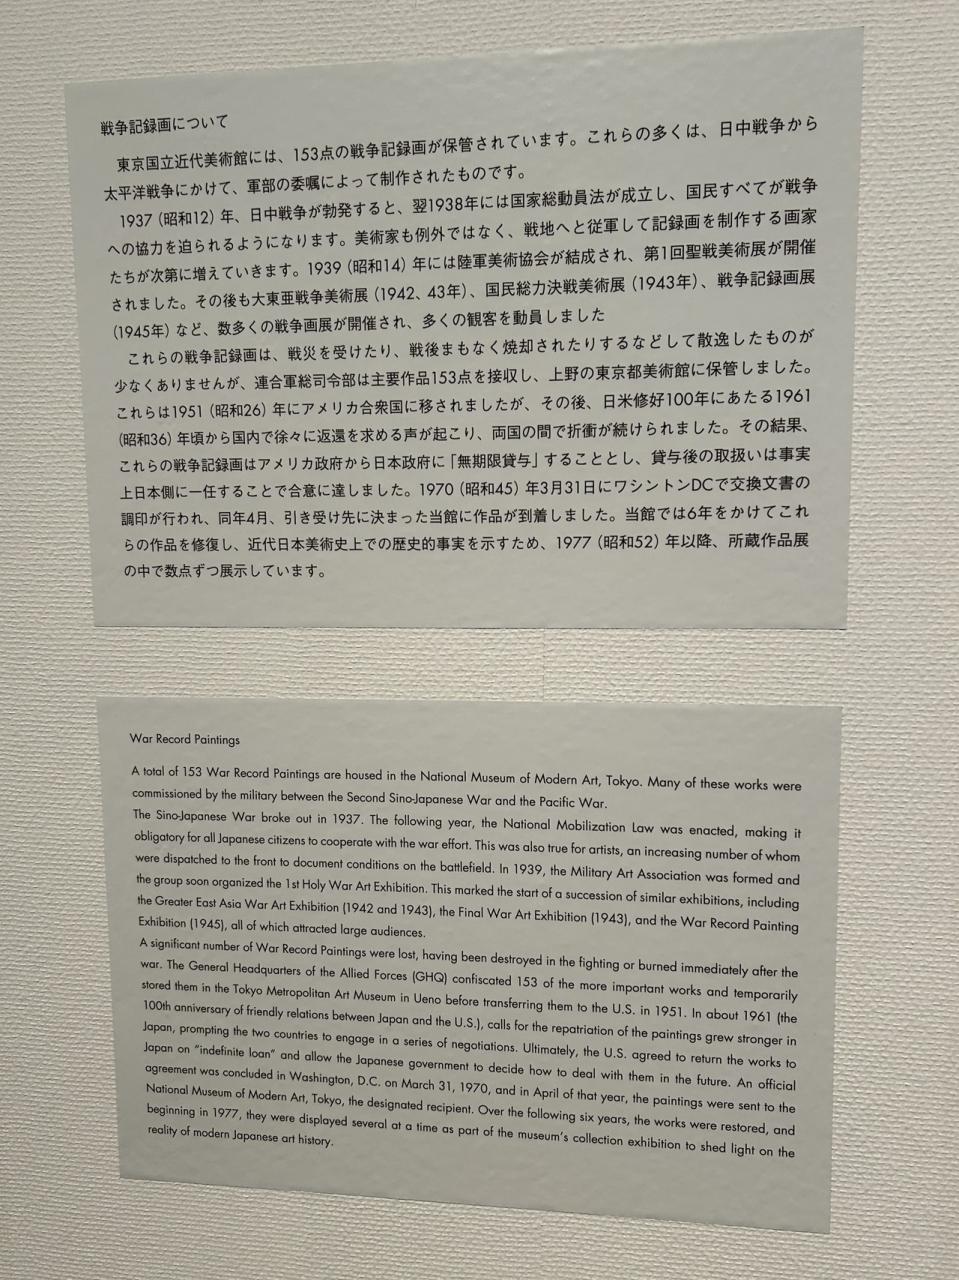 戦争記録画について
東京国立近代美術館には、153点の戦争記録画が保管されています。これらの多くは、日中戦争から
太平洋戦争にかけて、軍部の委嘱によって制作されたものです。
1937（昭和12）年、日中戦争が勃発すると、翌1938年には国家総動員法が成立し、国民すべてが戦争
への協力を迫られるようになります。美術家も例外ではなく、戦地へと従軍して記録画を制作する画家
たちが次第に増えていきます。1939（昭和14）年には陸軍美術協会が結成され、第1回聖戦美術展が開催
されました。その後も大東亜戦争美術展（1942、43年）、国民総力決戦美術展（1943年）、戦争記録画展
（1945年）など、数多くの戦争画展が開催され、多くの観客を動員しました
これらの戦争記録画は、戦災を受けたり、戦後まもなく焼却されたりするなどして散逸したものが
少なくありませんが、連合軍総司令部は主要作品153点を接収し、上野の東京都美術館に保管しました。
これらは1951（昭和26）年にアメリカ合衆国に移されましたが、その後、日米修好100年にあたる1961
（昭和36）年頃から国内で徐々に返還を求める声が起こり、両国の間で折衝が続けられました。その結果、
これらの戦争記録画はアメリカ政府から日本政府に「無期限貸与」することとし、貸与後の取扱いは事実
上日本側に一任することで合意に達しました。1970（昭和45）年3月31日にワシントンDCで交換文書の
調印が行われ、同年4月、引き受け先に決まった当館に作品が到着しました。当館では6年をかけてこれ
らの作品を修復し、近代日本美術史上での歴史的事実を示すため、1977（昭和52）年以降、所蔵作品展
の中で数点ずつ展示しています。
War Record Paintings
A total of 153 War Record Paintings are housed in the National Museum of Modern Art, Tokyo. Many of these works were
commissioned by the military between the Second Sino-Japanese War and the Pacific War.
The Sino-Japanese War broke out in 1937. The following year, the National Mobilization Law was enacted, making it
obligatory for all Japanese citizens to cooperate with the war effort. This was also true for artists, an increasing number of whom
were dispatched to the front to document conditions on the battlefield. In 1939, the Military Art Association was formed and
the group soon organized the 1st Holy War Art Exhibition. This marked the start of a succession of similar exhibitions, including
the Greater East Asia War Art Exhibition (1942 and 1943), the Final War Art Exhibition (1943), and the War Record Painting
Exhibition (1945), all of which attracted large audiences.
A significant number of War Record Paintings were lost, having been destroyed in the fighting or burned immediately after the
war. The General Headquarters of the Allied Forces (GHQ) confiscated 153 of the more important works and temporarily
stored them in the Tokyo Metropolitan Art Museum in Ueno before transferring them to the U.S. in 1951. In about 1961 (the
100th anniversary of friendly relations between Japan and the U.S.), calls for the repatriation of the paintings grew stronger in
Japan, prompting the two countries to engage in a series of negotiations. Ultimately, the U.S. agreed to return the works to
Japan on "indefinite loan" and allow the Japanese government to decide how to deal with them in the future. An official
agreement was concluded in Washington, D.C. on March 31, 1970, and in April of that year, the paintings were sent to the
National Museum of Modern Art, Tokyo, the designated recipient. Over the following six years, the works were restored, and
beginning in 1977, they were displayed several at a time as part of the museum's collection exhibition to shed light on the
reality of modern Japanese art history.